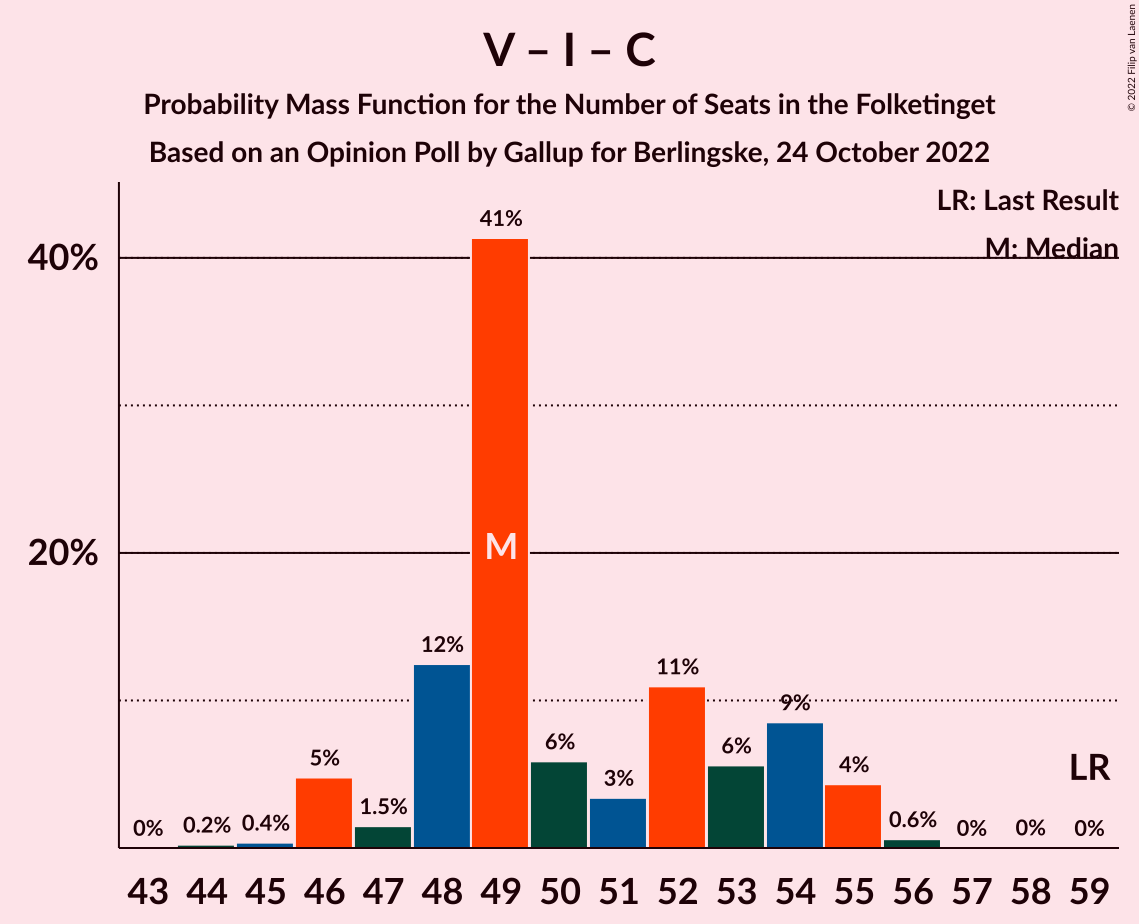 V – I – C
Probability Mass Function for the Number of Seats in the Folketinget
Based on an Opinion Poll by Gallup for Berlingske, 24 October 2022
© 2022 Filip van Laenen
LR: Last Result
M: Median
40%
20%
0%
0.2%
0.4%
5%
1.5%
12%
41%
M
6%
3%
11%
6%
9%
4%
0.6%
0%
0%
0%
LR
43 44 45 46 47 48 49 50 51 52 53 54 55 56 57 58 59